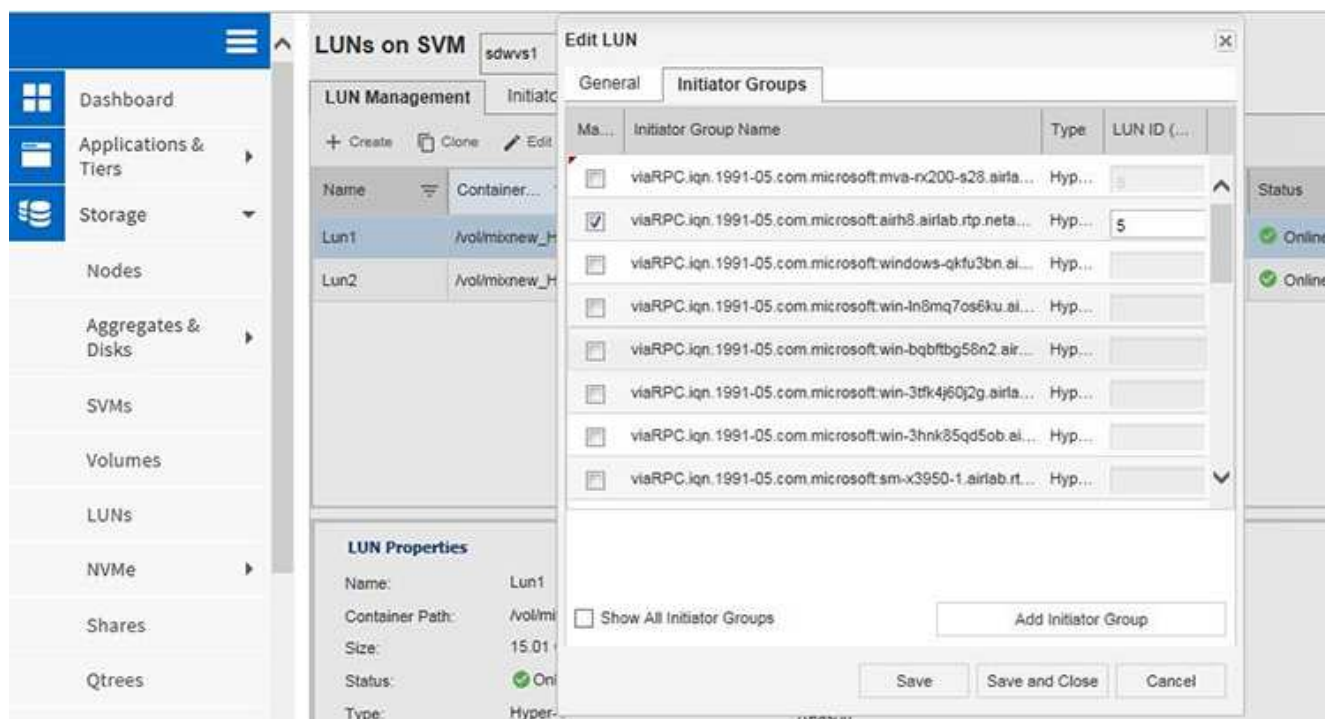 Dashboard
Applications &
Tiers
Storage
Nodes
Aggregates &
Disks
SVMs
Volumes
LUNs
NVMe
Shares
Qtrees
LUNs on SVM
sdwvs1
LUN Management
Initiatc
+ Create
Clone
Edit
Name
Container...
Lun1
/vol/mixnew_H
Lun2
/vol/mixnew_H
Status
Online
Online
LUN Properties
Name:
Lun1
Container Path:
/vol/mi
Size:
15.01
Status:
Onl
Type:
Hyper-
Edit LUN
General
Initiator Groups
Ma...
Initiator Group Name
Type
LUN ID (...
viaRPC.iqn.1991-05.com.microsoft:mva-rx200-s28.airla...
Hyp...
viaRPC.iqn.1991-05.com.microsoft:airh8.airlab.rtp.neta...
Hyp...
5
viaRPC.iqn.1991-05.com.microsoft:windows-qkfu3bn.ai...
Hyp...
viaRPC.iqn.1991-05.com.microsoft:win-ln8mq7os6ku.ai...
Hyp...
viaRPC.iqn.1991-05.com.microsoft:win-bqbftbg58n2.air...
Hyp...
viaRPC.iqn.1991-05.com.microsoft:win-3tfk4j60j2g.airla...
Hyp...
viaRPC.iqn.1991-05.com.microsoft:win-3hnk85qd5ob.ai...
Hyp...
viaRPC.iqn.1991-05.com.microsoft:sm-x3950-1.airlab.rt...
Hyp...
Show All Initiator Groups
Add Initiator Group
Save
Save and Close
Cancel